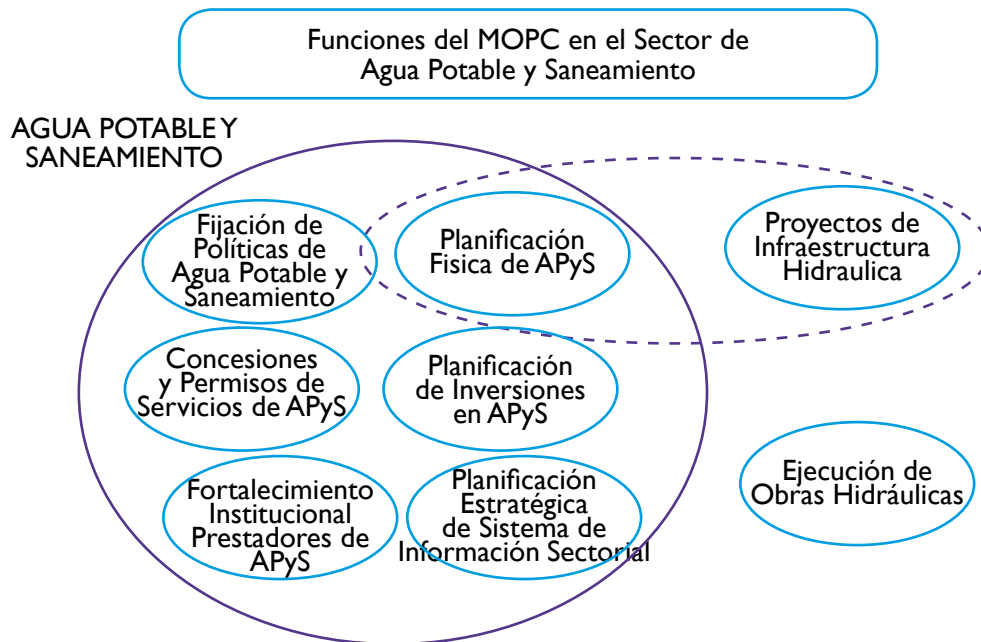 Funciones del MOPC en el Sector de
Agua Potable y Saneamiento
AGUA POTABLE Y
SANEAMIENTO
Fijación de
Políticas de
Agua Potable y
Saneamiento
Planificación
Fisica de APyS
Proyectos de
Infraestructura
Hidraulica
Concesiones
y Permisos de
Servicios de APyS
Planificación
de Inversiones
en APyS
Fortalecimiento
Institucional
Prestadores de
APyS
Planificación
Estratégica
de Sistema de
Información Sectorial
Ejecución de
Obras Hidráulicas